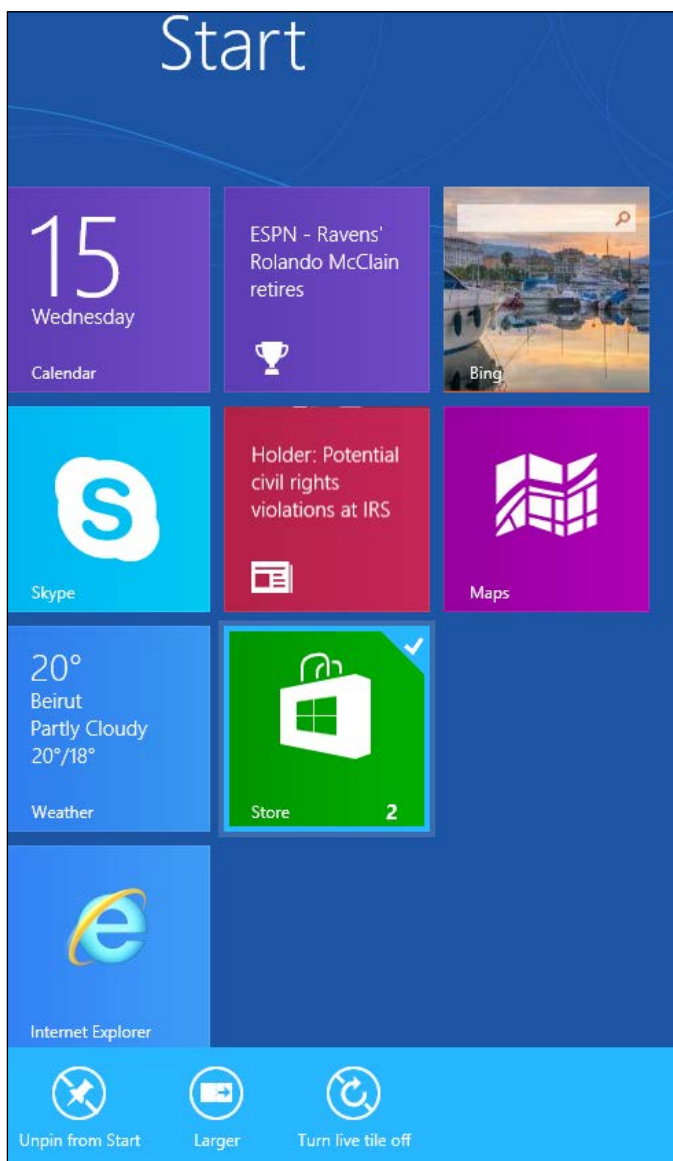 Start
15
Wednesday
Calendar
ESPN - Ravens'
Rolando McClain
retires
Bing
Skype
Holder: Potential
civil rights
violations at IRS
Maps
20°
Beirut
Partly Cloudy
20°/18°
Weather
Store 2
Internet Explorer
Unpin from Start
Larger
Turn live tile off